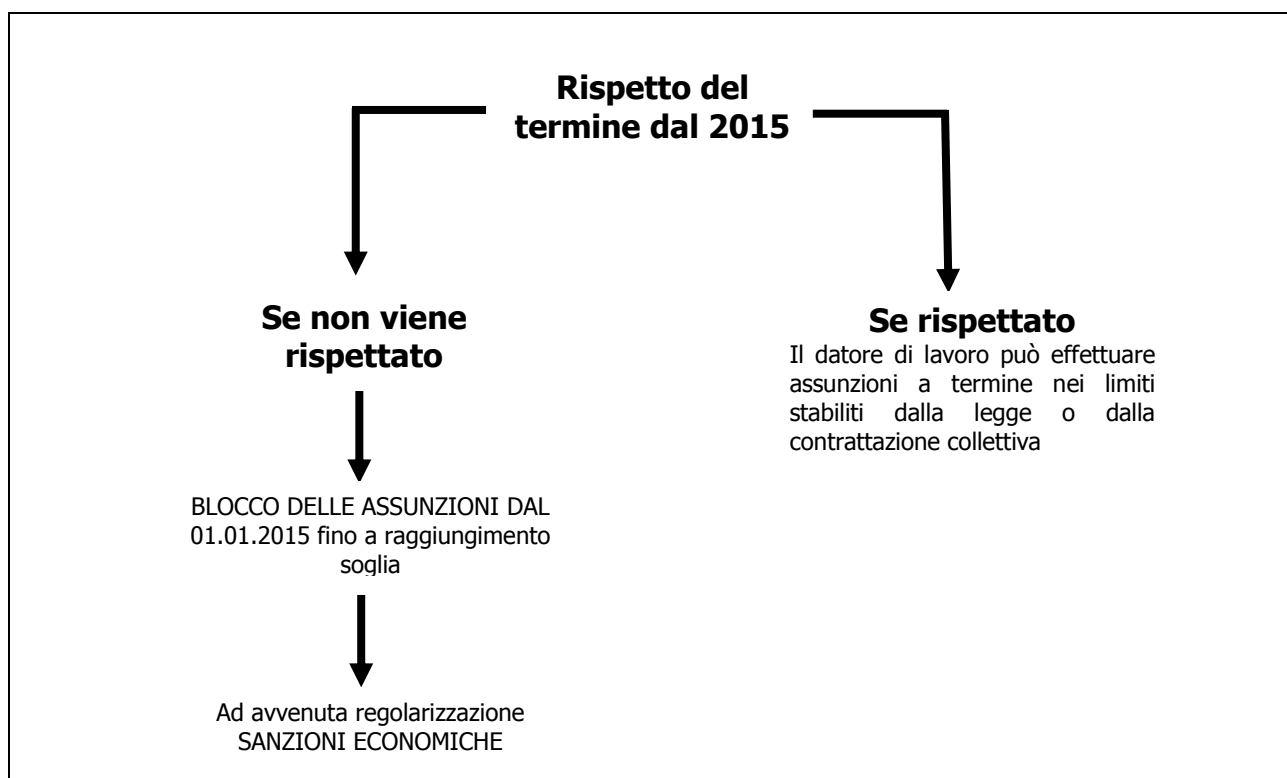 Rispetto del
termine dal 2015
Se non viene
rispettato
BLOCCO DELLE ASSUNZIONI DAL
01.01.2015 fino a raggiungimento
soglia
Ad avvenuta regolarizzazione
SANZIONI ECONOMICHE
Se rispettato
Il datore di lavoro può effettuare
assunzioni a termine nei limiti
stabiliti dalla legge o dalla
contrattazione collettiva